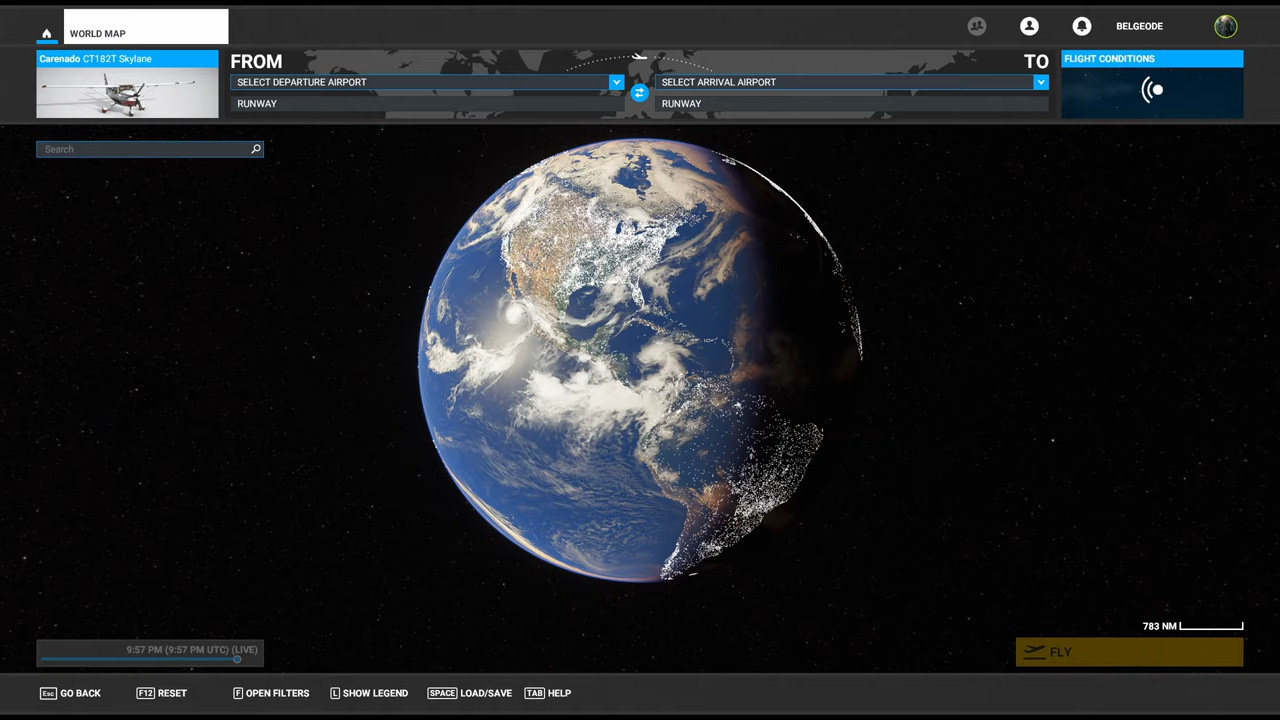 WORLD MAP
BELGEODE
Carenado CT182T Skylane
FROM
TO
FLIGHT CONDITIONS
SELECT DEPARTURE AIRPORT
SELECT ARRIVAL AIRPORT
RUNWAY
RUNWAY
Search
783 NM
9:57 PM (9:57 PM UTC) (LIVE)
FLY
Esc GO BACK
F12 RESET
F OPEN FILTERS
L SHOW LEGEND
SPACE LOAD/SAVE
TAB HELP